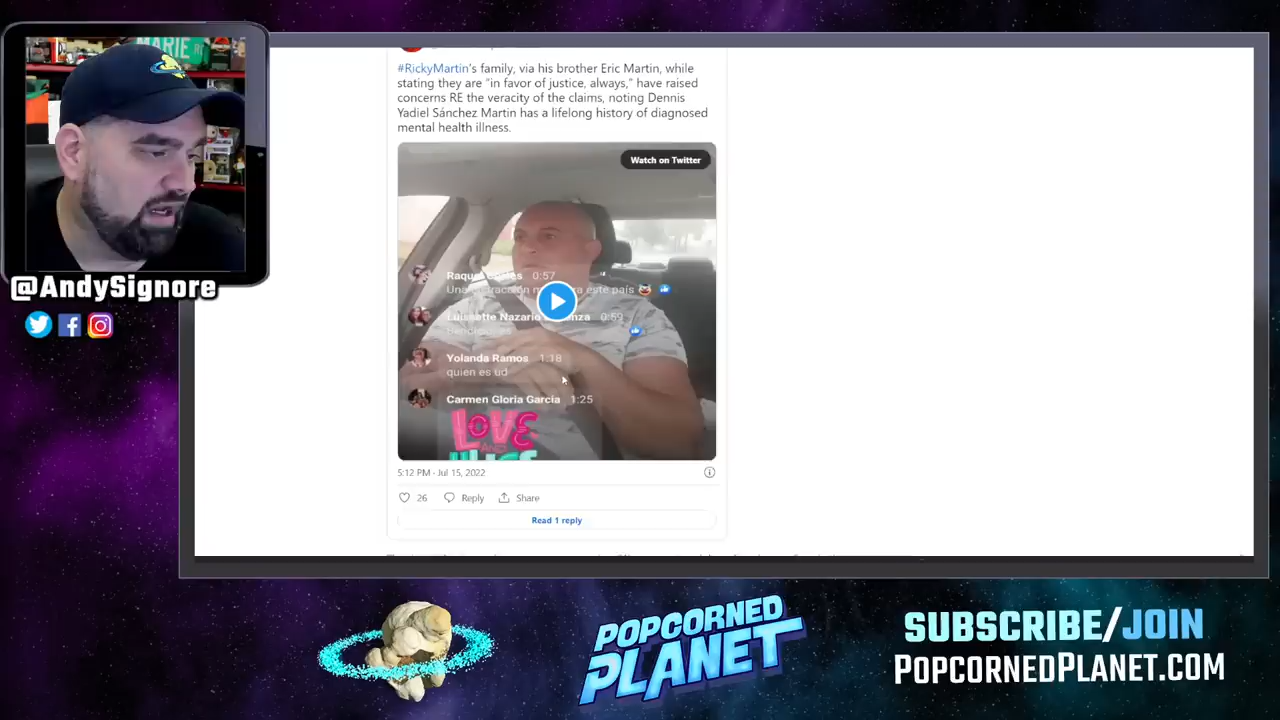 MARIE
@AndySignore
#RickyMartin's family, via his brother Eric Martin, while
stating they are "in favor of justice, always," have raised
concerns RE the veracity of the claims, noting Dennis
Yadiel Sánchez Martin has a lifelong history of diagnosed
mental health illness.
Watch on Twitter
0:57
este país
0:59
Yolanda Ramos 1:18
quien es ud
Carmen Gloria Garcia 1:25
LOVE
AND
5:12 PM · Jul 15, 2022
26 Reply Share
Read 1 reply
POPCORNED
PLANET
SUBSCRIBE/JOIN
POPCORNEDPLANET.COM